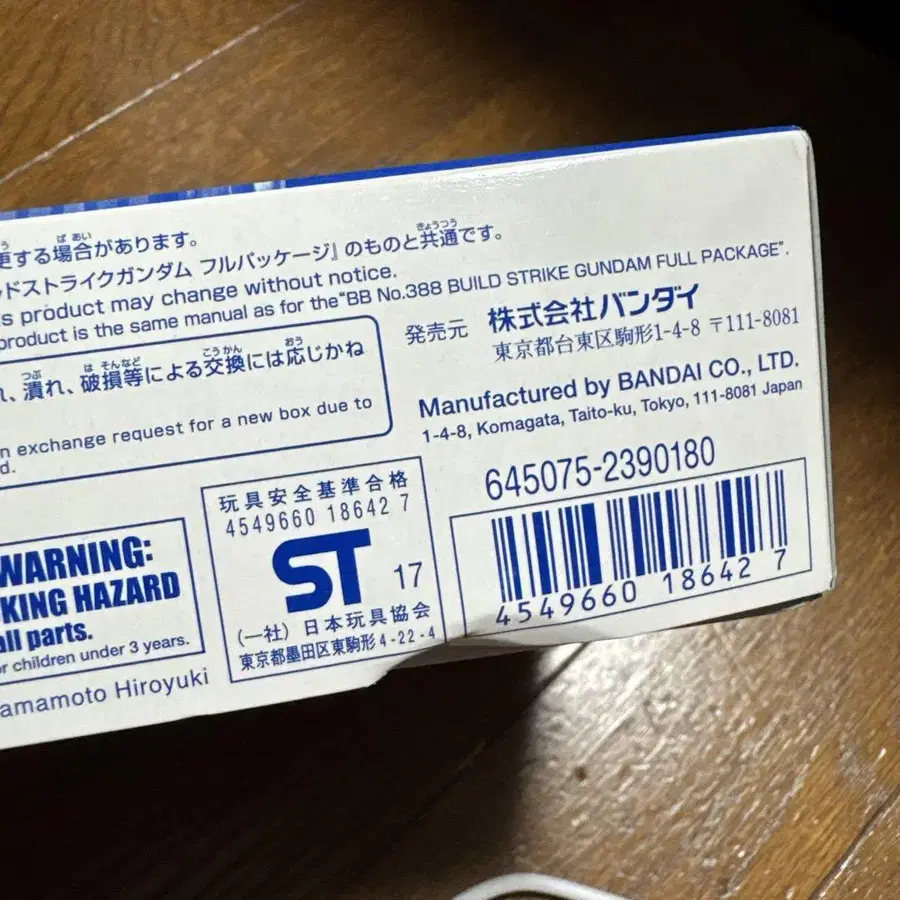 更する場合があります。
ドストライクガンダム フルパッケージ』のものと共通です。
s product may change without notice.
product is the same manual as for the“BB No.388 BUILD STRIKE GUNDAM FULL PACKAGE”.
れ、潰れ、破損等による交換には応じかね
n exchange request for a new box due to
d.
発売元 株式会社バンダイ
東京都台東区駒形1-4-8 〒111-8081
Manufactured by BANDAI CO., LTD.
1-4-8, Komagata, Taito-ku, Tokyo, 111-8081 Japan
WARNING:
KING HAZARD
all parts.
or children under 3 years.
amamoto Hiroyuki
玩具安全基準合格
4549660 18642 7
ST 17
(一社) 日本玩具協会
東京都墨田区東駒形4-22-4
645075-2390180
4549660 186427